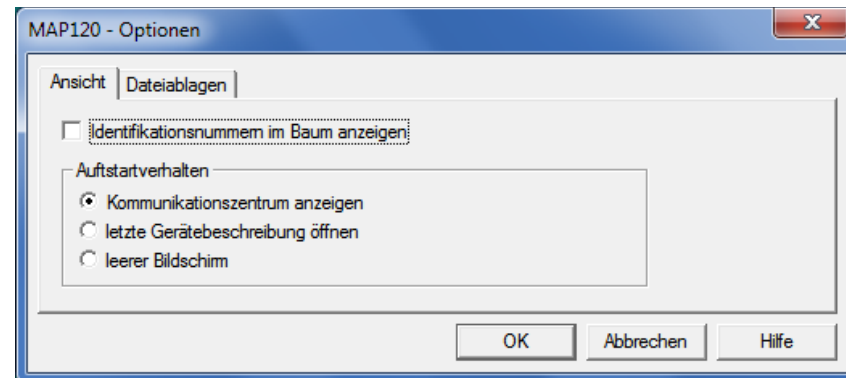 MAP120 - Optionen
Ansicht Dateiablagen
Identifikationsnummern im Baum anzeigen
Auftstartverhalten
Kommunikationszentrum anzeigen
letzte Gerätebeschreibung öffnen
leerer Bildschirm
OK Abbrechen Hilfe